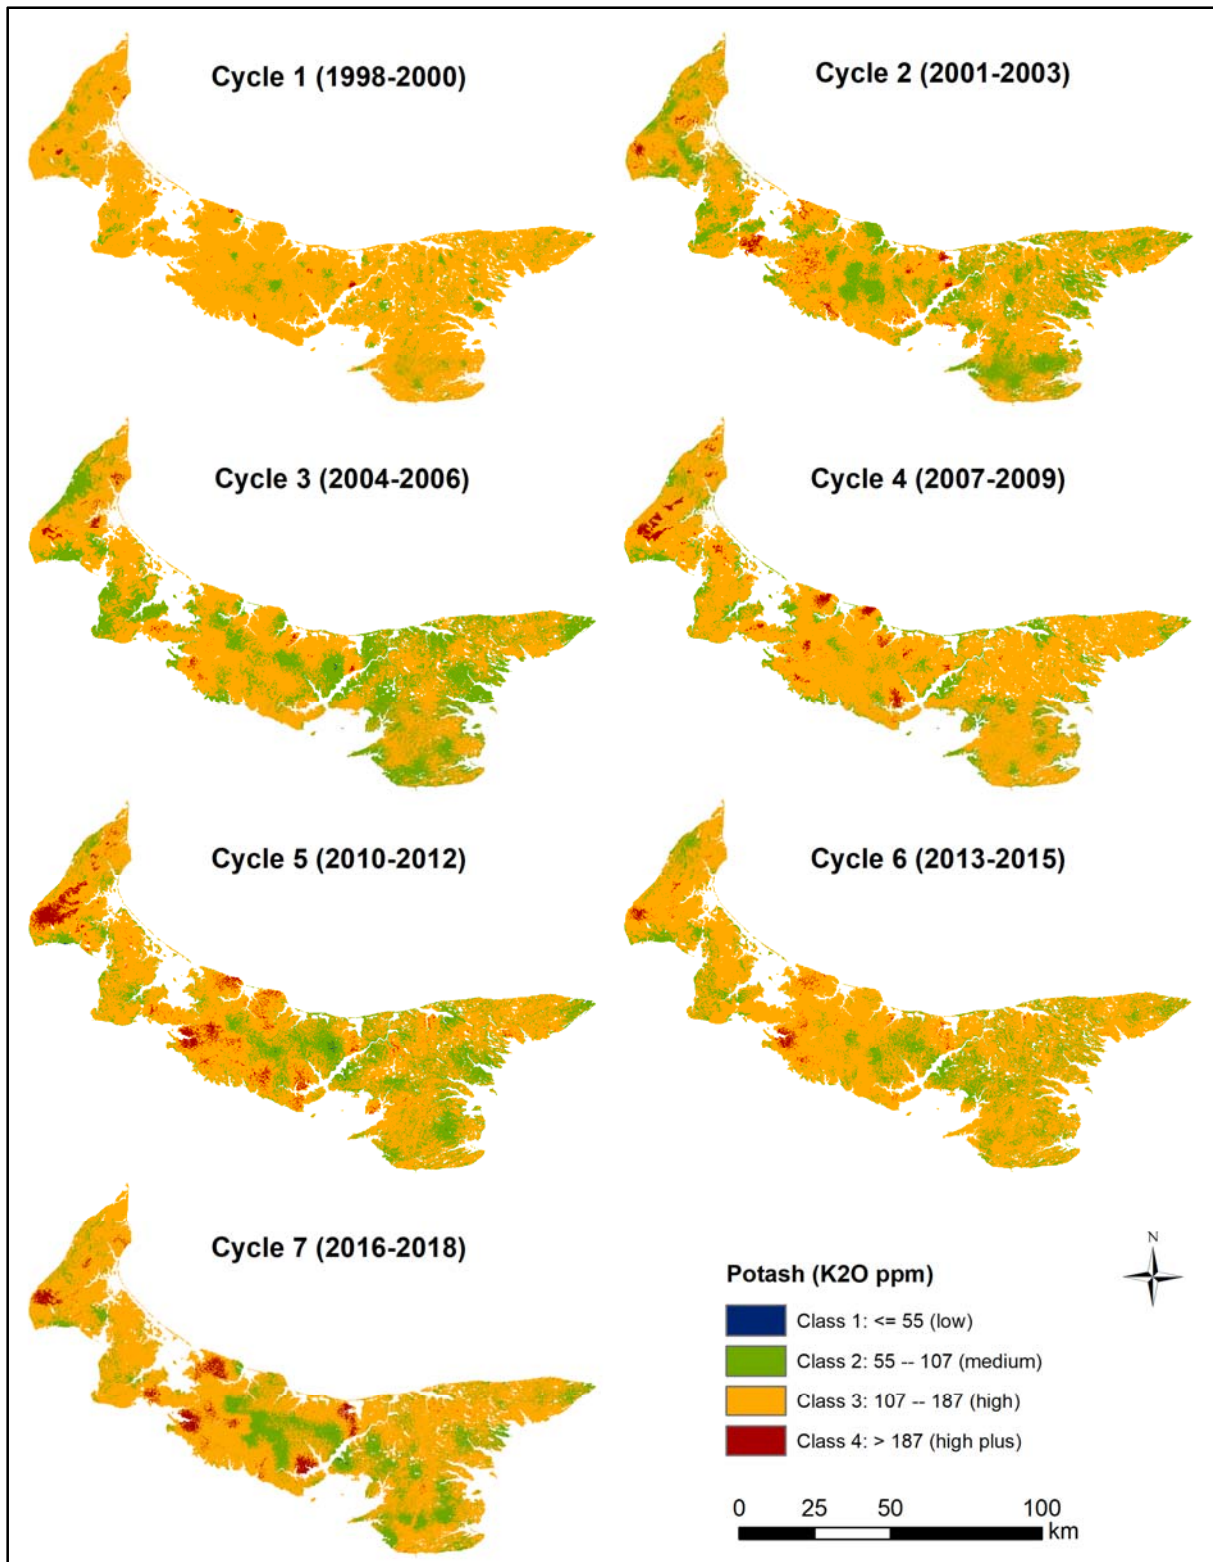 Cycle 1 (1998-2000)
Cycle 2 (2001-2003)
Cycle 3 (2004-2006)
Cycle 4 (2007-2009)
Cycle 5 (2010-2012)
Cycle 6 (2013-2015)
Cycle 7 (2016-2018)
N
Potash (K2O ppm)
Class 1: <= 55 (low)
Class 2: 55 -- 107 (medium)
Class 3: 107 -- 187 (high)
Class 4: > 187 (high plus)
0 25 50 100
km